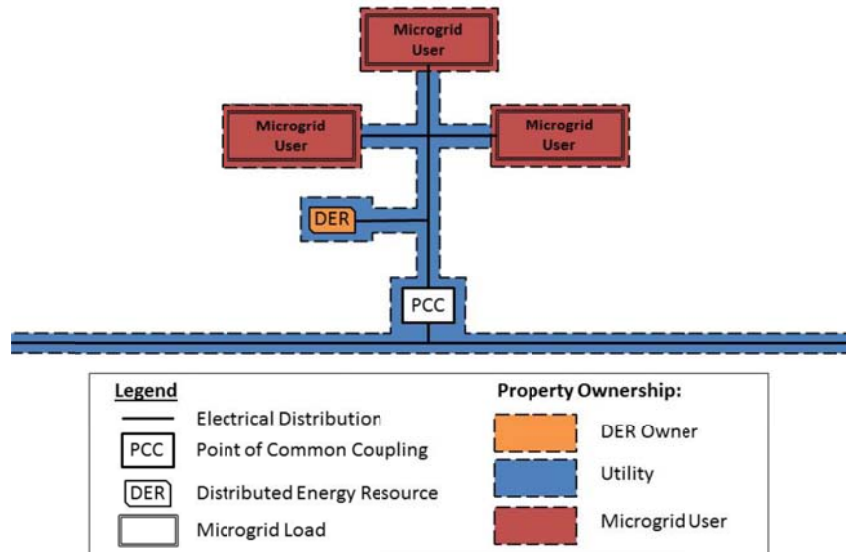 Microgrid
User
Microgrid
User
Microgrid
User
DER
PCC
Legend
Electrical Distribution
PCC
Point of Common Coupling
DER
Distributed Energy Resource
Microgrid Load
Property Ownership:
DER Owner
Utility
Microgrid User